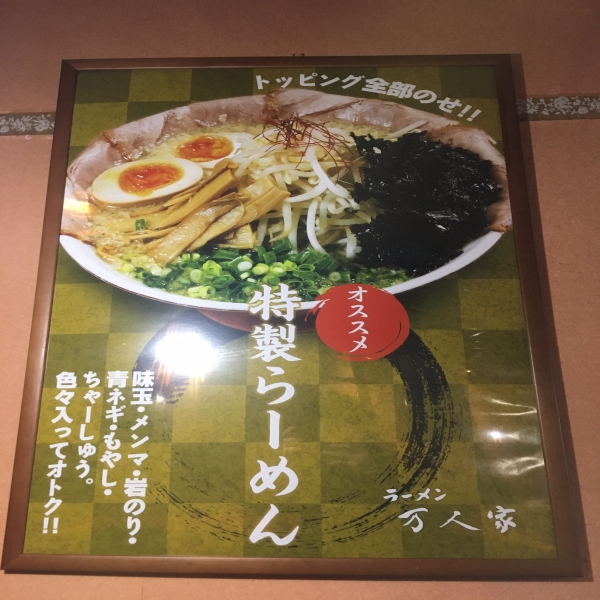 トッピング全部のせ!!
オススメ
特製らーめん
味玉・メンマ・岩のり・
青ネギ・もやし・
ちゃーしゅう。
色々入ってオトク!!
ラーメン
万人家